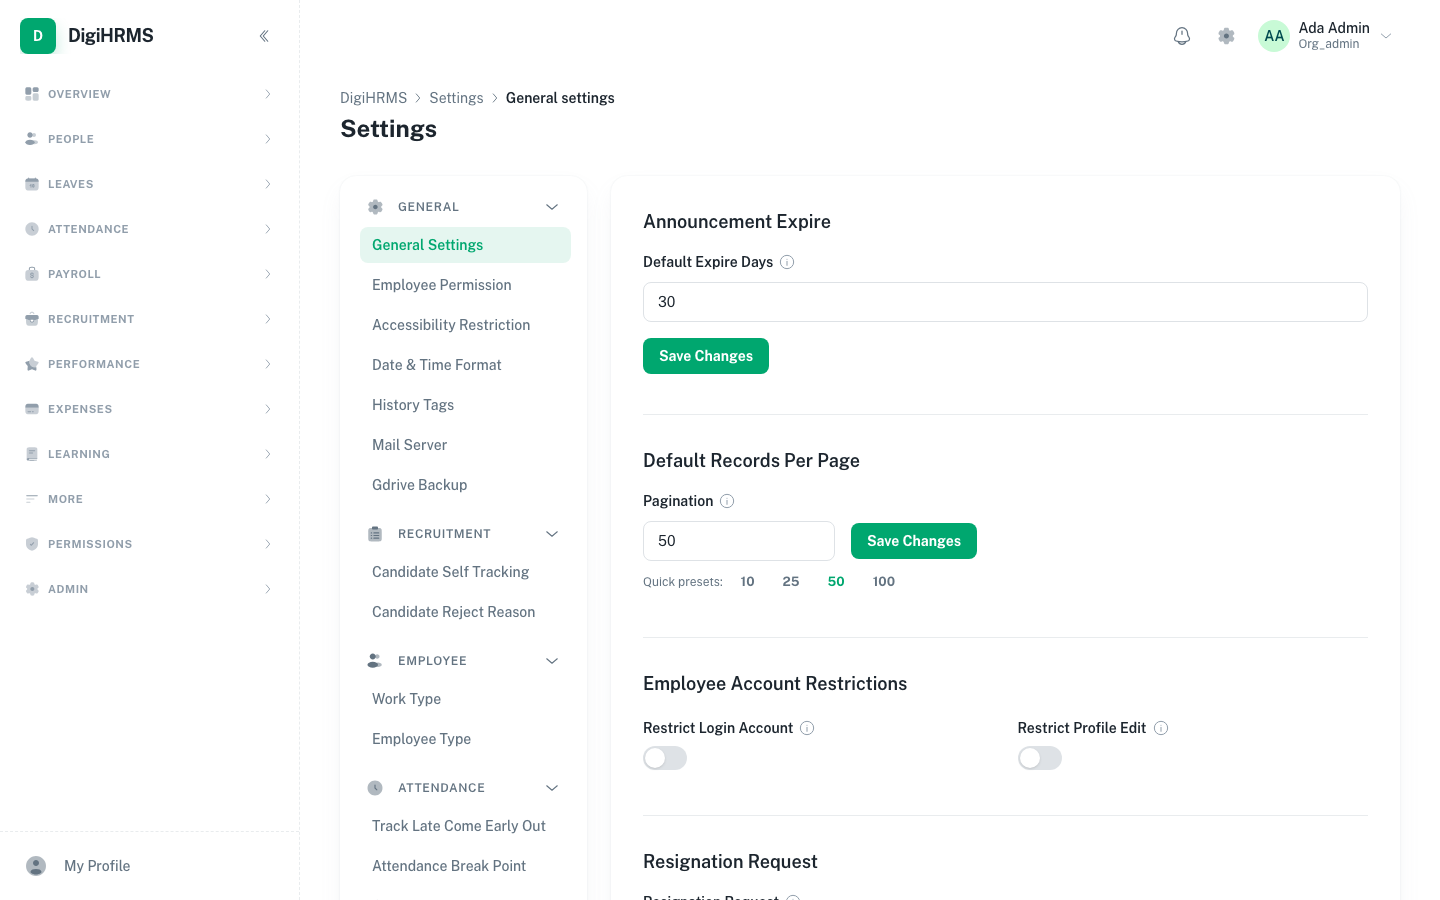 D DigiHRMS
OVERVIEW
PEOPLE
LEAVES
ATTENDANCE
PAYROLL
RECRUITMENT
PERFORMANCE
EXPENSES
LEARNING
MORE
PERMISSIONS
ADMIN
My Profile
AA Ada Admin
Org_admin
DigiHRMS Settings General settings
Settings
GENERAL
General Settings
Employee Permission
Accessibility Restriction
Date & Time Format
History Tags
Mail Server
Gdrive Backup
RECRUITMENT
Candidate Self Tracking
Candidate Reject Reason
EMPLOYEE
Work Type
Employee Type
ATTENDANCE
Track Late Come Early Out
Attendance Break Point
Announcement Expire
Default Expire Days
30
Save Changes
Default Records Per Page
Pagination
50 Save Changes
Quick presets: 10 25 50 100
Employee Account Restrictions
Restrict Login Account Restrict Profile Edit
Resignation Request
Resignation Request